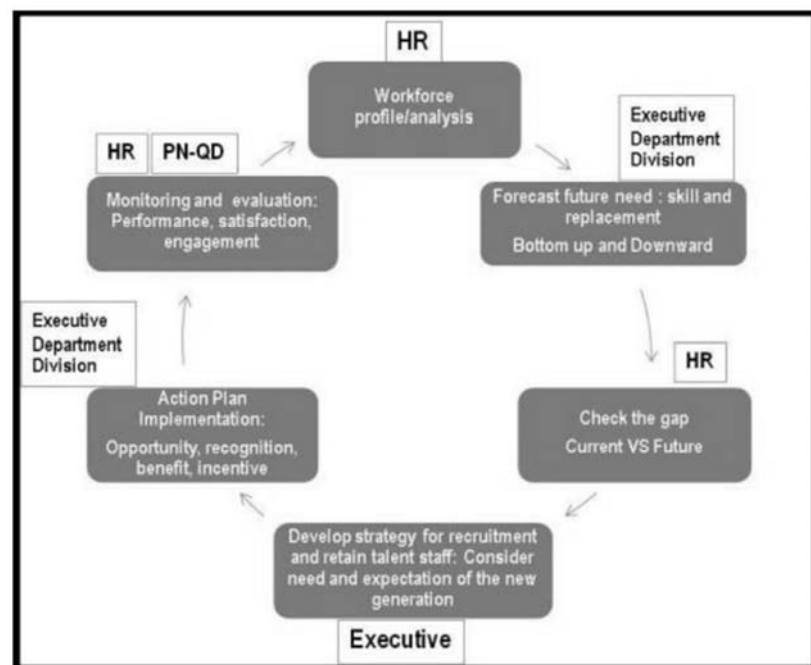 HR
Workforce
profile/analysis
Executive
Department
Division
Forecast future need : skill and
replacement
Bottom up and Downward
HR
Check the gap
Current VS Future
Develop strategy for recruitment
and retain talent staff: Consider
need and expectation of the new
generation
Executive
Executive
Department
Division
Action Plan
Implementation:
Opportunity, recognition,
benefit, incentive
HR PN-QD
Monitoring and evaluation:
Performance, satisfaction,
engagement